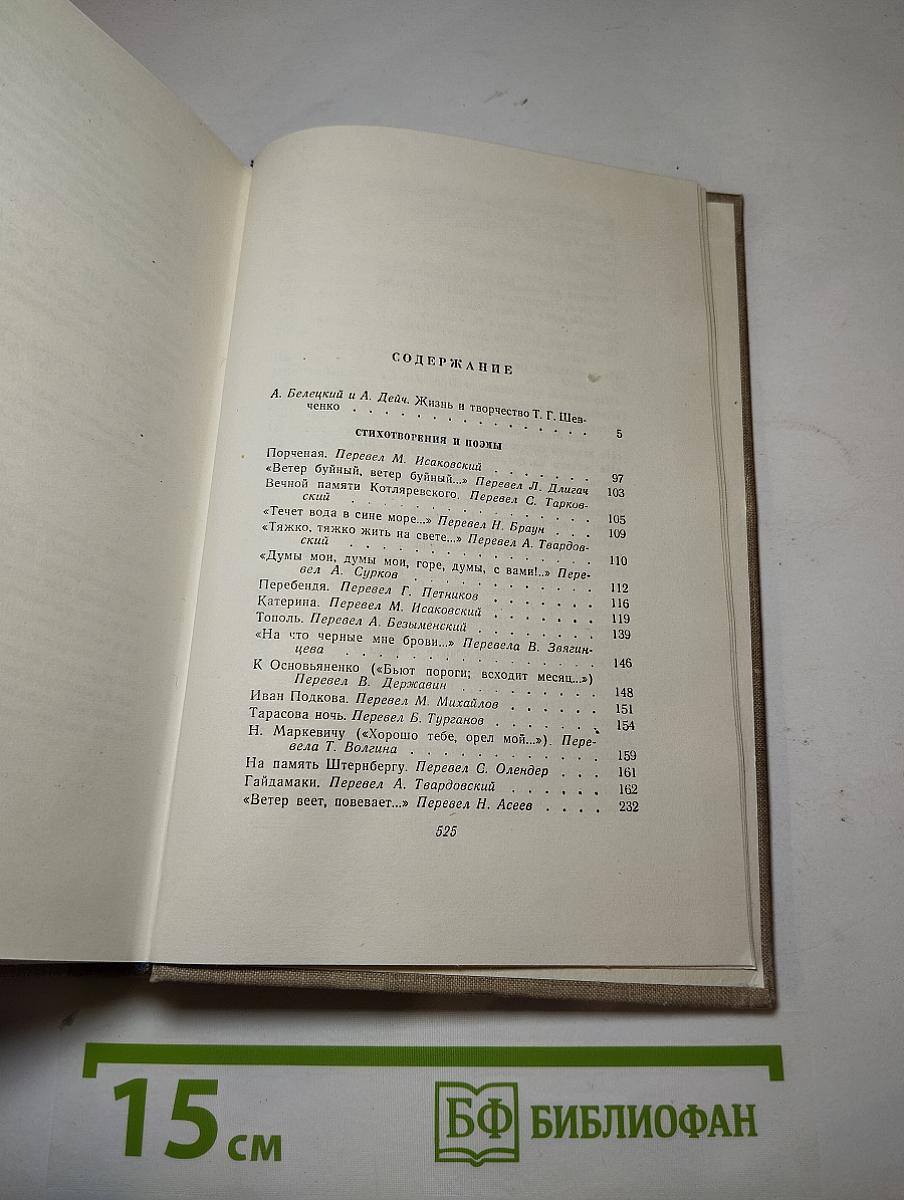 СОДЕРЖАНИЕ
А. Белецкий и А. Дейч. Жизнь и творчество Т. Г. Шев-
ченко . . . . . . . . . . . . . . . . 5
СТИХОТВОРЕНИЯ И ПОЭМЫ
Порченая. Перевел М. Исаковский . . . . . . . 97
«Ветер буйный, ветер буйный...» Перевел Л. Длигач 103
Вечной памяти Котляревского. Перевел С. Тарков-
ский . . . . . . . . . . . . . . . . 105
«Течет вода в сине море...» Перевел Н. Браун . . . 109
«Тяжко, тяжко жить на свете...» Перевел А. Твардов-
ский . . . . . . . . . . . . . . . . 110
«Думы мои, думы мои, горе, думы, с вами!..» Пере-
вел А. Сурков . . . . . . . . . . . . 112
Перебендя. Перевел Г. Петников . . . . . . . 116
Катерина. Перевел М. Исаковский . . . . . . . 119
Тополь. Перевел А. Безыменский . . . . . . . 139
«На что черные мне брови...» Перевела В. Звягин-
цева . . . . . . . . . . . . . . . . 146
К Основьяненко («Бьют пороги; всходит месяц...»)
Перевел В. Державин . . . . . . . . . . 148
Иван Подкова. Перевел М. Михайлов . . . . . . 151
Тарасова ночь. Перевел Б. Турганов . . . . . . . 154
Н. Маркевичу («Хорошо тебе, орел мой...»). Пере-
вела Т. Волгина . . . . . . . . . . . . 159
На память Штернбергу. Перевел С. Олендер . . . 161
Гайдамаки. Перевел А. Твардовский . . . . . . 162
«Ветер веет, повевает...» Перевел Н. Асеев . . . . 232
525
15 см
БФ БИБЛИОФАН